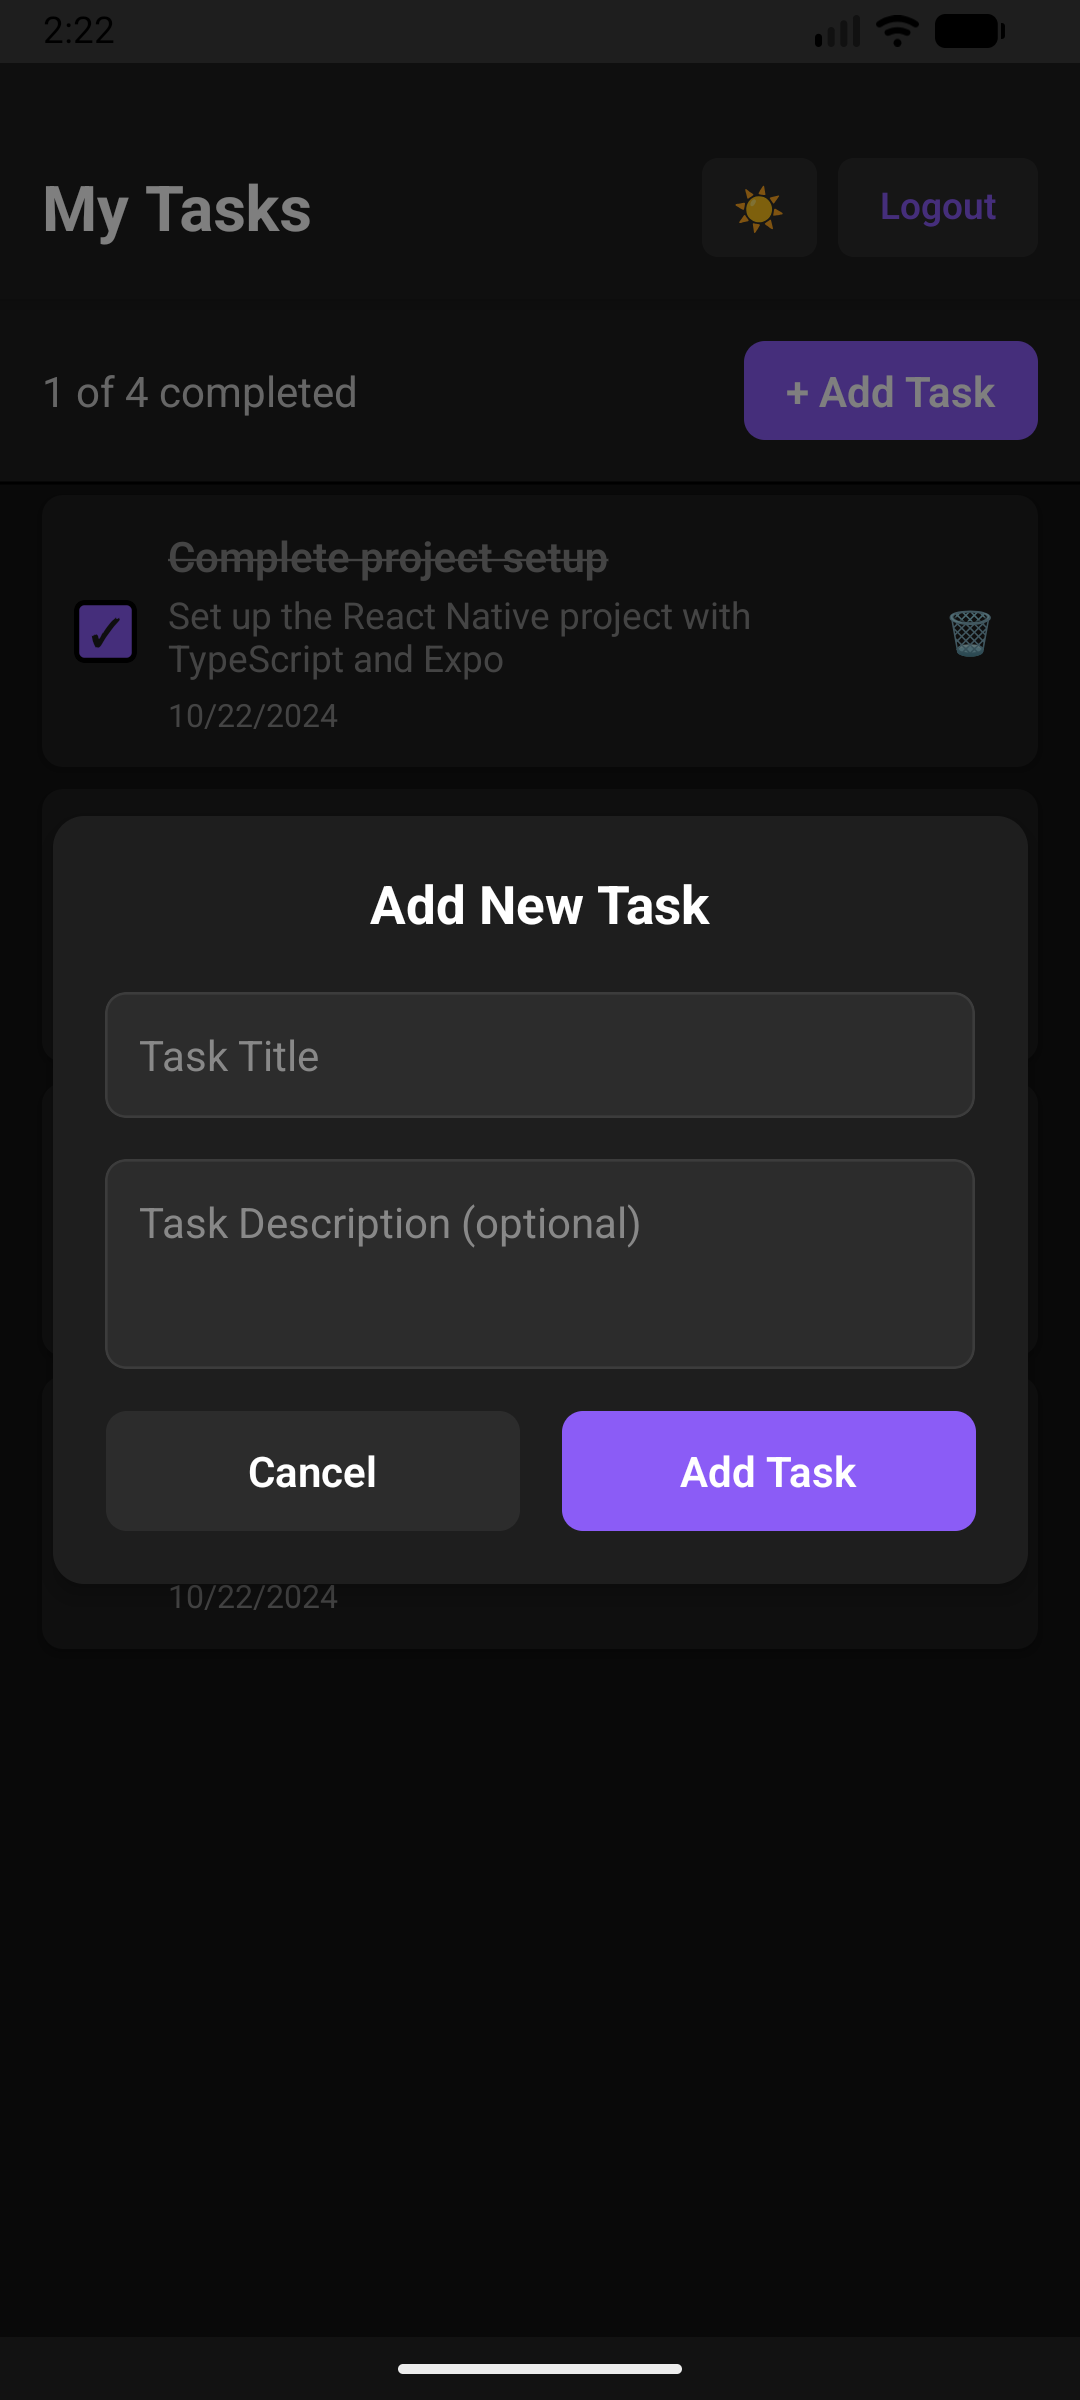 2:22
My Tasks
Logout
1 of 4 completed
+ Add Task
Complete project setup
Set up the React Native project with
TypeScript and Expo
10/22/2024
Add New Task
Task Title
Task Description (optional)
Cancel
Add Task
10/22/2024